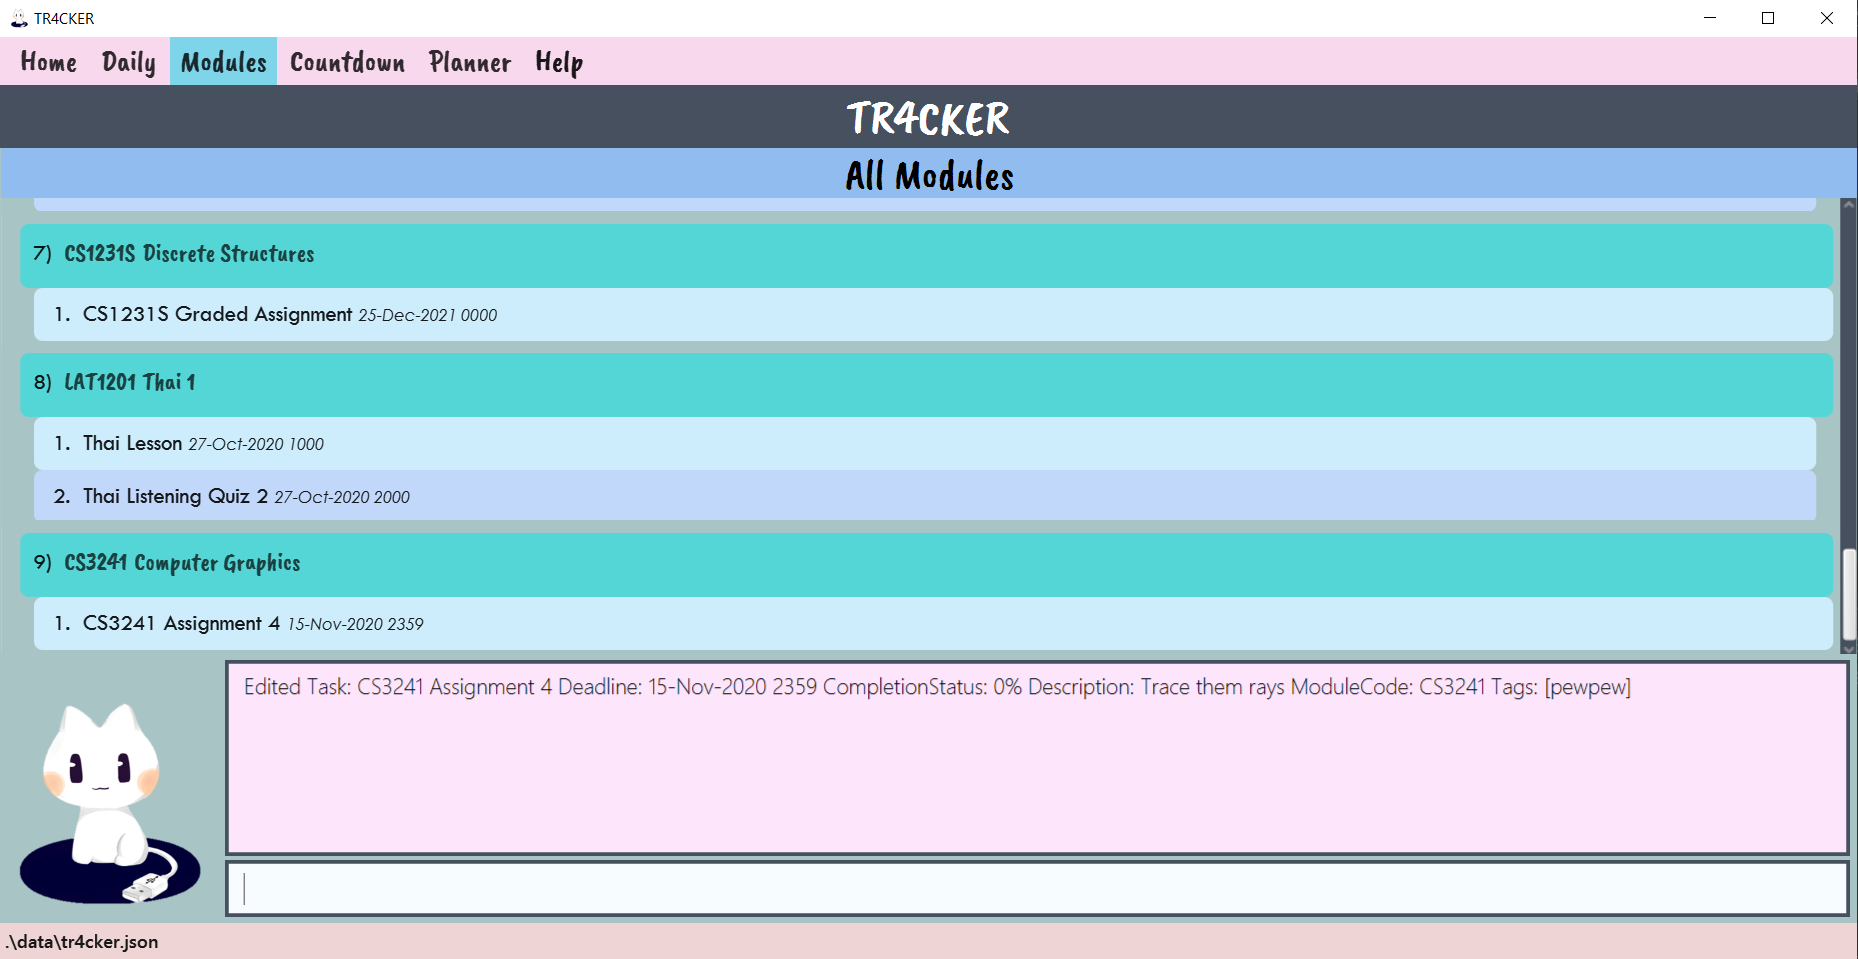 TR4CKER
Home Daily Modules Countdown Planner Help
TR4CKER
All Modules
7) CS1231S Discrete Structures
1. CS1231S Graded Assignment 25-Dec-2021 0000
8) LAT1201 Thai 1
1. Thai Lesson 27-Oct-2020 1000
2. Thai Listening Quiz 2 27-Oct-2020 2000
9) CS3241 Computer Graphics
1. CS3241 Assignment 4 15-Nov-2020 2359
Edited Task: CS3241 Assignment 4 Deadline: 15-Nov-2020 2359 CompletionStatus: 0% Description: Trace them rays ModuleCode: CS3241 Tags: [pewpew]
.\data\tr4cker.json